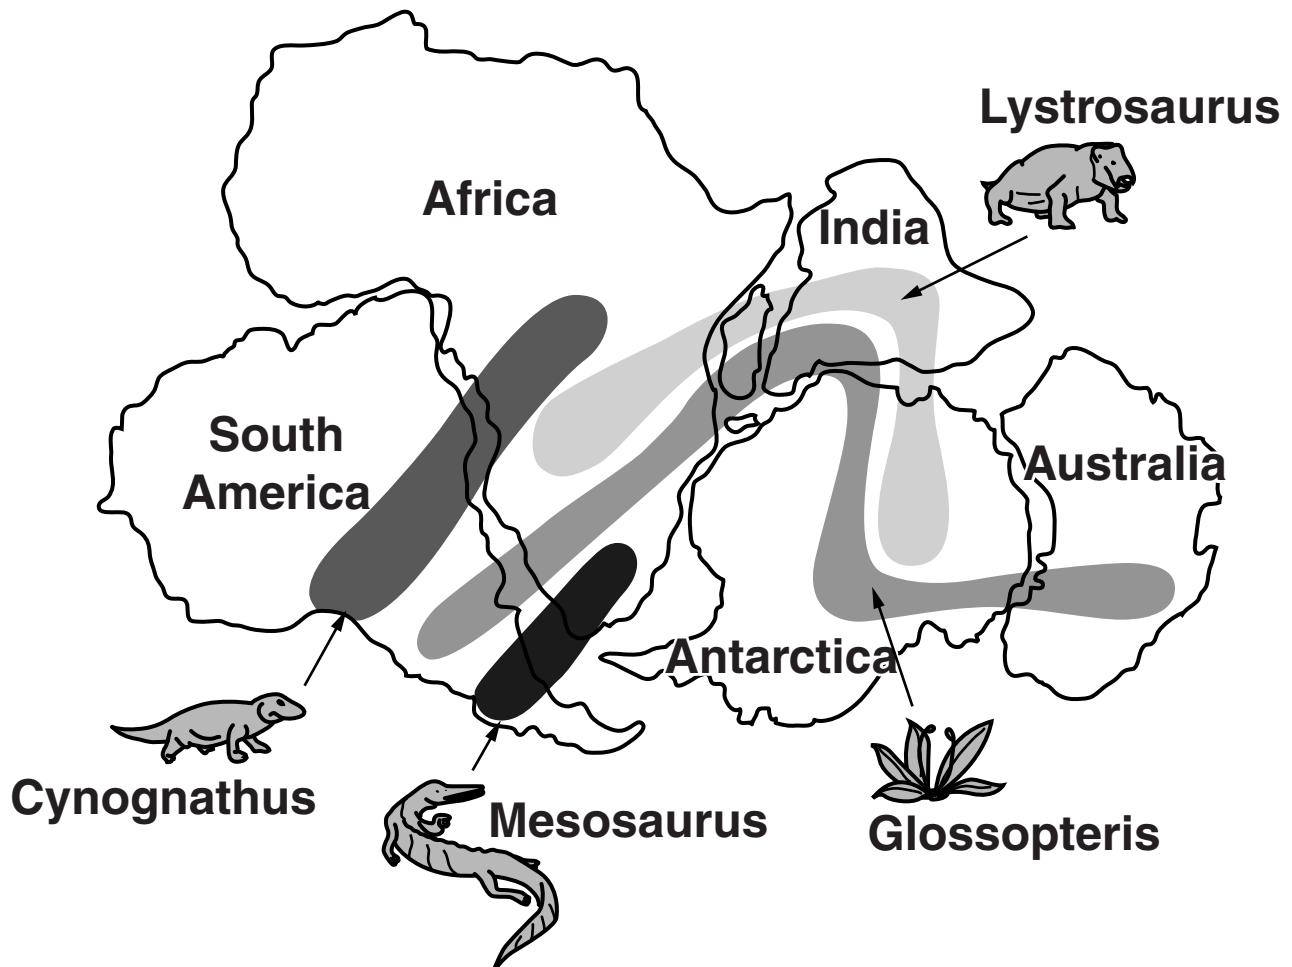 Lystrosaurus
Africa
India
South
America
Australia
Antarctica
Cynognathus
Mesosaurus
Glossopteris